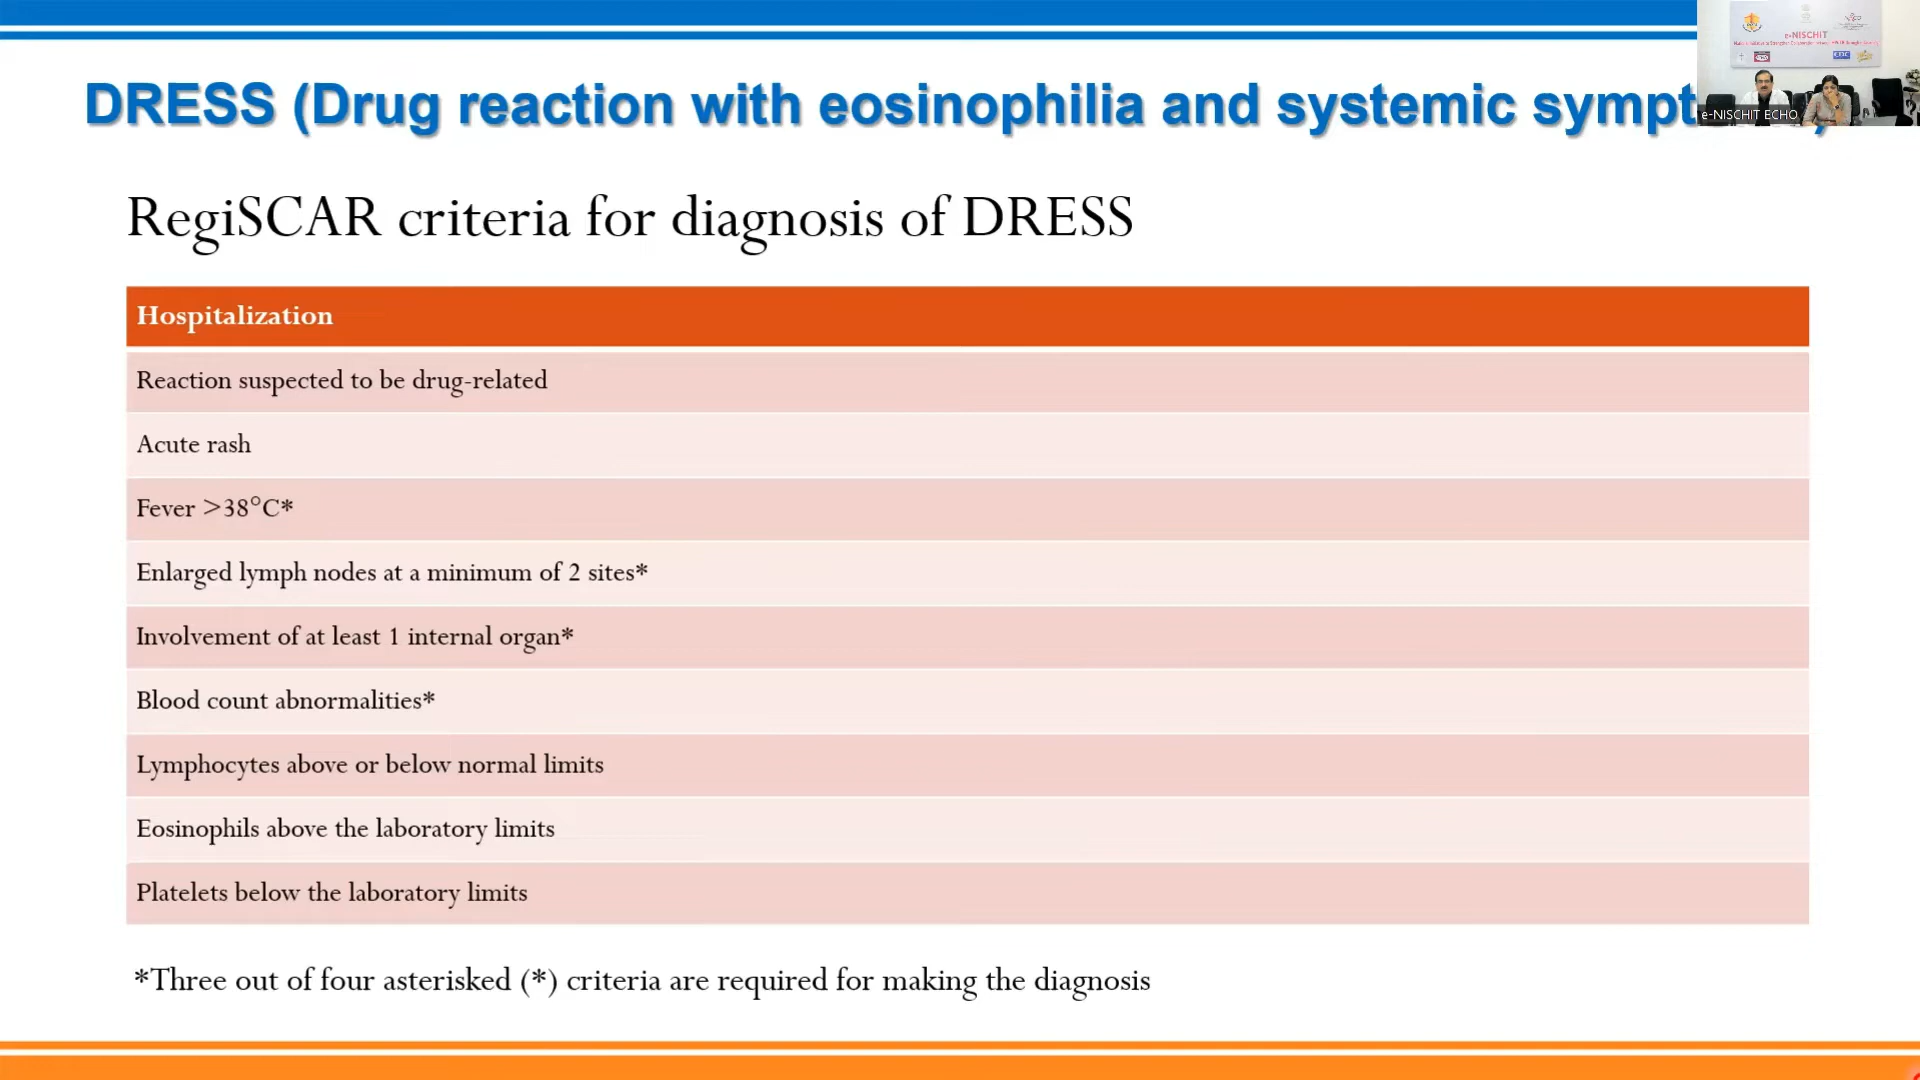 DRESS (Drug reaction with eosinophilia and systemic sympt
e-NISCHIT
e-NISCHIT ECHO
RegiSCAR criteria for diagnosis of DRESS
Hospitalization
Reaction suspected to be drug-related
Acute rash
Fever >38°C*
Enlarged lymph nodes at a minimum of 2 sites*
Involvement of at least 1 internal organ*
Blood count abnormalities*
Lymphocytes above or below normal limits
Eosinophils above the laboratory limits
Platelets below the laboratory limits
*Three out of four asterisked (*) criteria are required for making the diagnosis